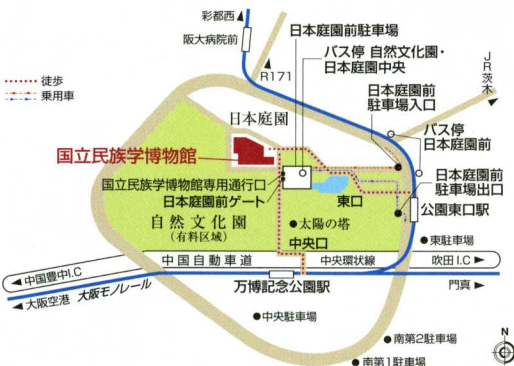 彩都西
阪大病院前
日本庭園前駐車場
バス停 自然文化園・
日本庭園中央
R171
JR茨木
徒歩
乗用車
日本庭園前
駐車場入口
日本庭園
バス停
日本庭園前
国立民族学博物館
国立民族学博物館専用通行口
日本庭園前ゲート
東口
日本庭園前
駐車場出口
公園東口駅
自然文化園
(有料区域)
太陽の塔
中央口
東駐車場
中国自動車道
中央環状線
吹田I.C
中国豊中I.C
大阪空港 大阪モノレール
万博記念公園駅
門真
中央駐車場
南第2駐車場
南第1駐車場
N